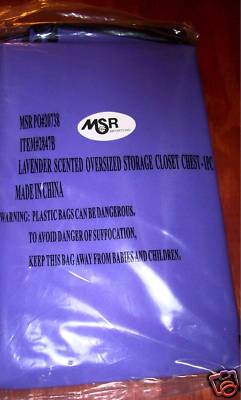 MSR PO#20738
MSR
ITEM#2847B
LAVENDER SCENTED OVERSIZED STORAGE CLOSET CHEST-1PC
MADE IN CHINA
WARNING: PLASTIC BAGS CAN BE DANGEROUS,
TO AVOID DANGER OF SUFFOCATION,
KEEP THIS BAG AWAY FROM BABIES AND CHILDREN.